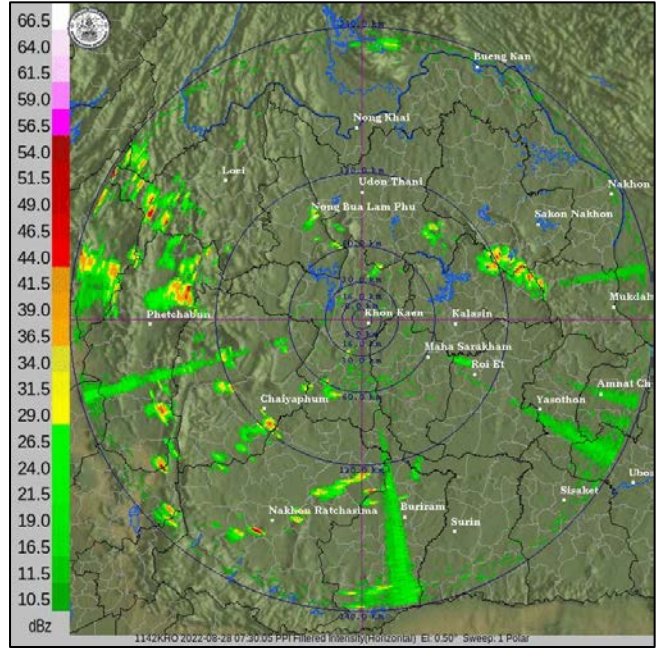 66.5
64.0
61.5
59.0
56.5
54.0
51.5
49.0
46.5
44.0
41.5
39.0
36.5
34.0
31.5
29.0
26.5
24.0
21.5
19.0
16.5
14.0
11.5
10.5
dBz
Bueng Kan
Nong Khai
Loei
Udon Thani
Nakhon
Nong Bua Lam Phu
Sakon Nakhon
Mukdah
Phetchabun
Khon Kaen
Kalasin
Maha Sarakham
Roi Et
Chaiyaphum
Amnat Ch
Yasothon
Ubon
Sisaket
Nakhon Ratchasima
Buriram
Surin
1142KHO 2022-08-28 07:30:05 PPI Filtered Intensity(Horizontal) El: 0.50° Sweep: 1 Polar